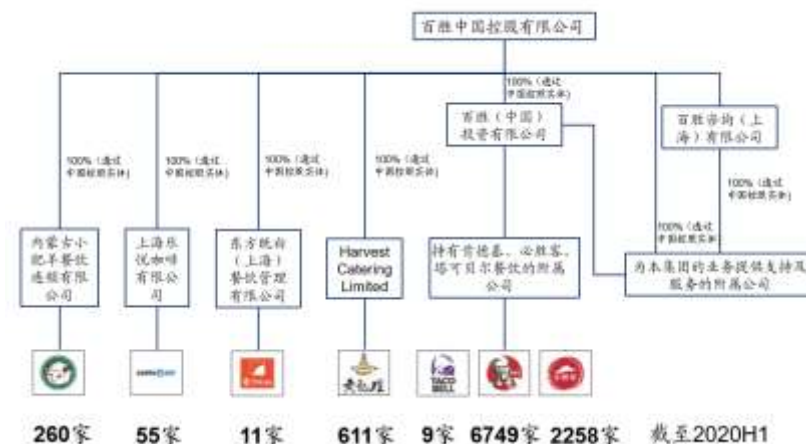 百胜中国控股有限公司
100%（通过
中国控股实体）
百胜（中国）
投资有限公司
百胜咨询（上
海）有限公司
100%（通过
中国控股实体）
100%（通过
中国控股实体）
100%（通过
中国控股实体）
100%（通过
中国控股实体）
100%（通过
中国控股实体）
100%（通过
中国控股实体）
内蒙古小
肥羊餐饮
连锁有限
公司
上海乐
悦咖啡
有限公
司
东方既白
（上海）
餐饮管理
有限公司
Harvest
Catering
Limited
持有肯德基、必胜客、
塔可贝尔餐饮的附属
公司
为本集团的业务提供支持及
服务的附属公司
黄记煌
TACO
BELL
260家
55家
11家
611家
9家
6749家
2258家
截至2020H1